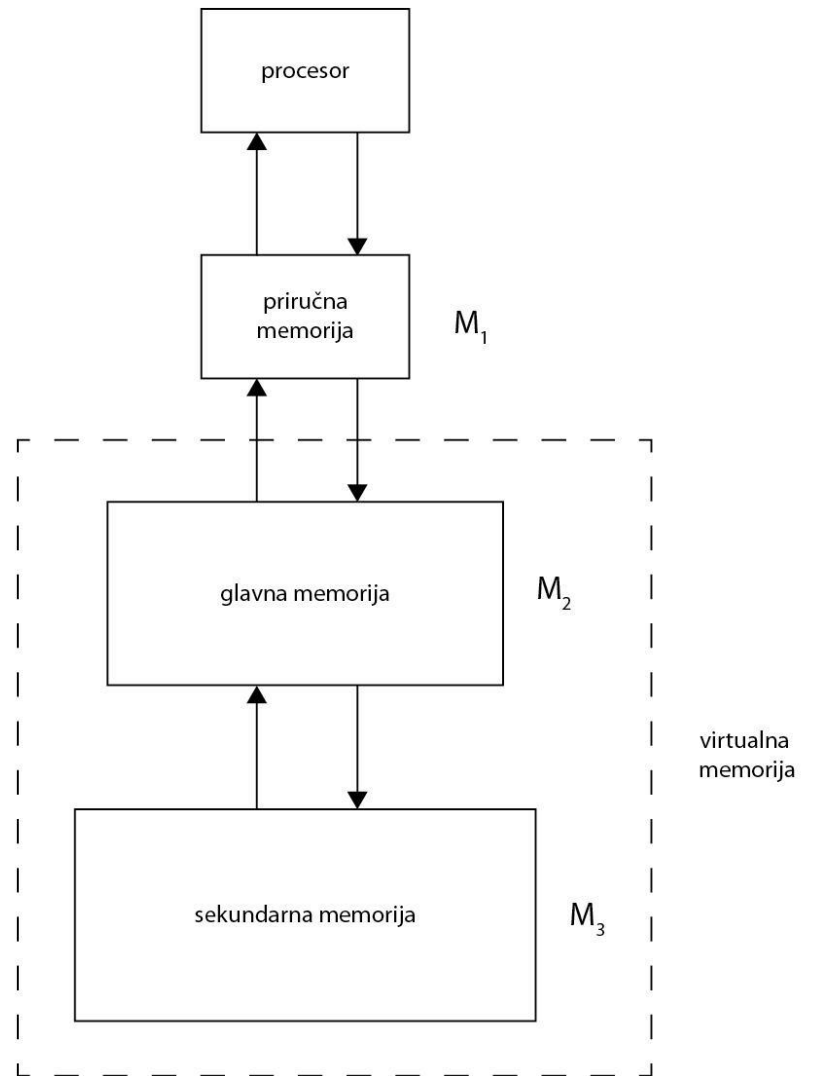 procesor
priručna
memorija
M₁
glavna memorija
M₂
virtualna
memorija
sekundarna memorija
M₃